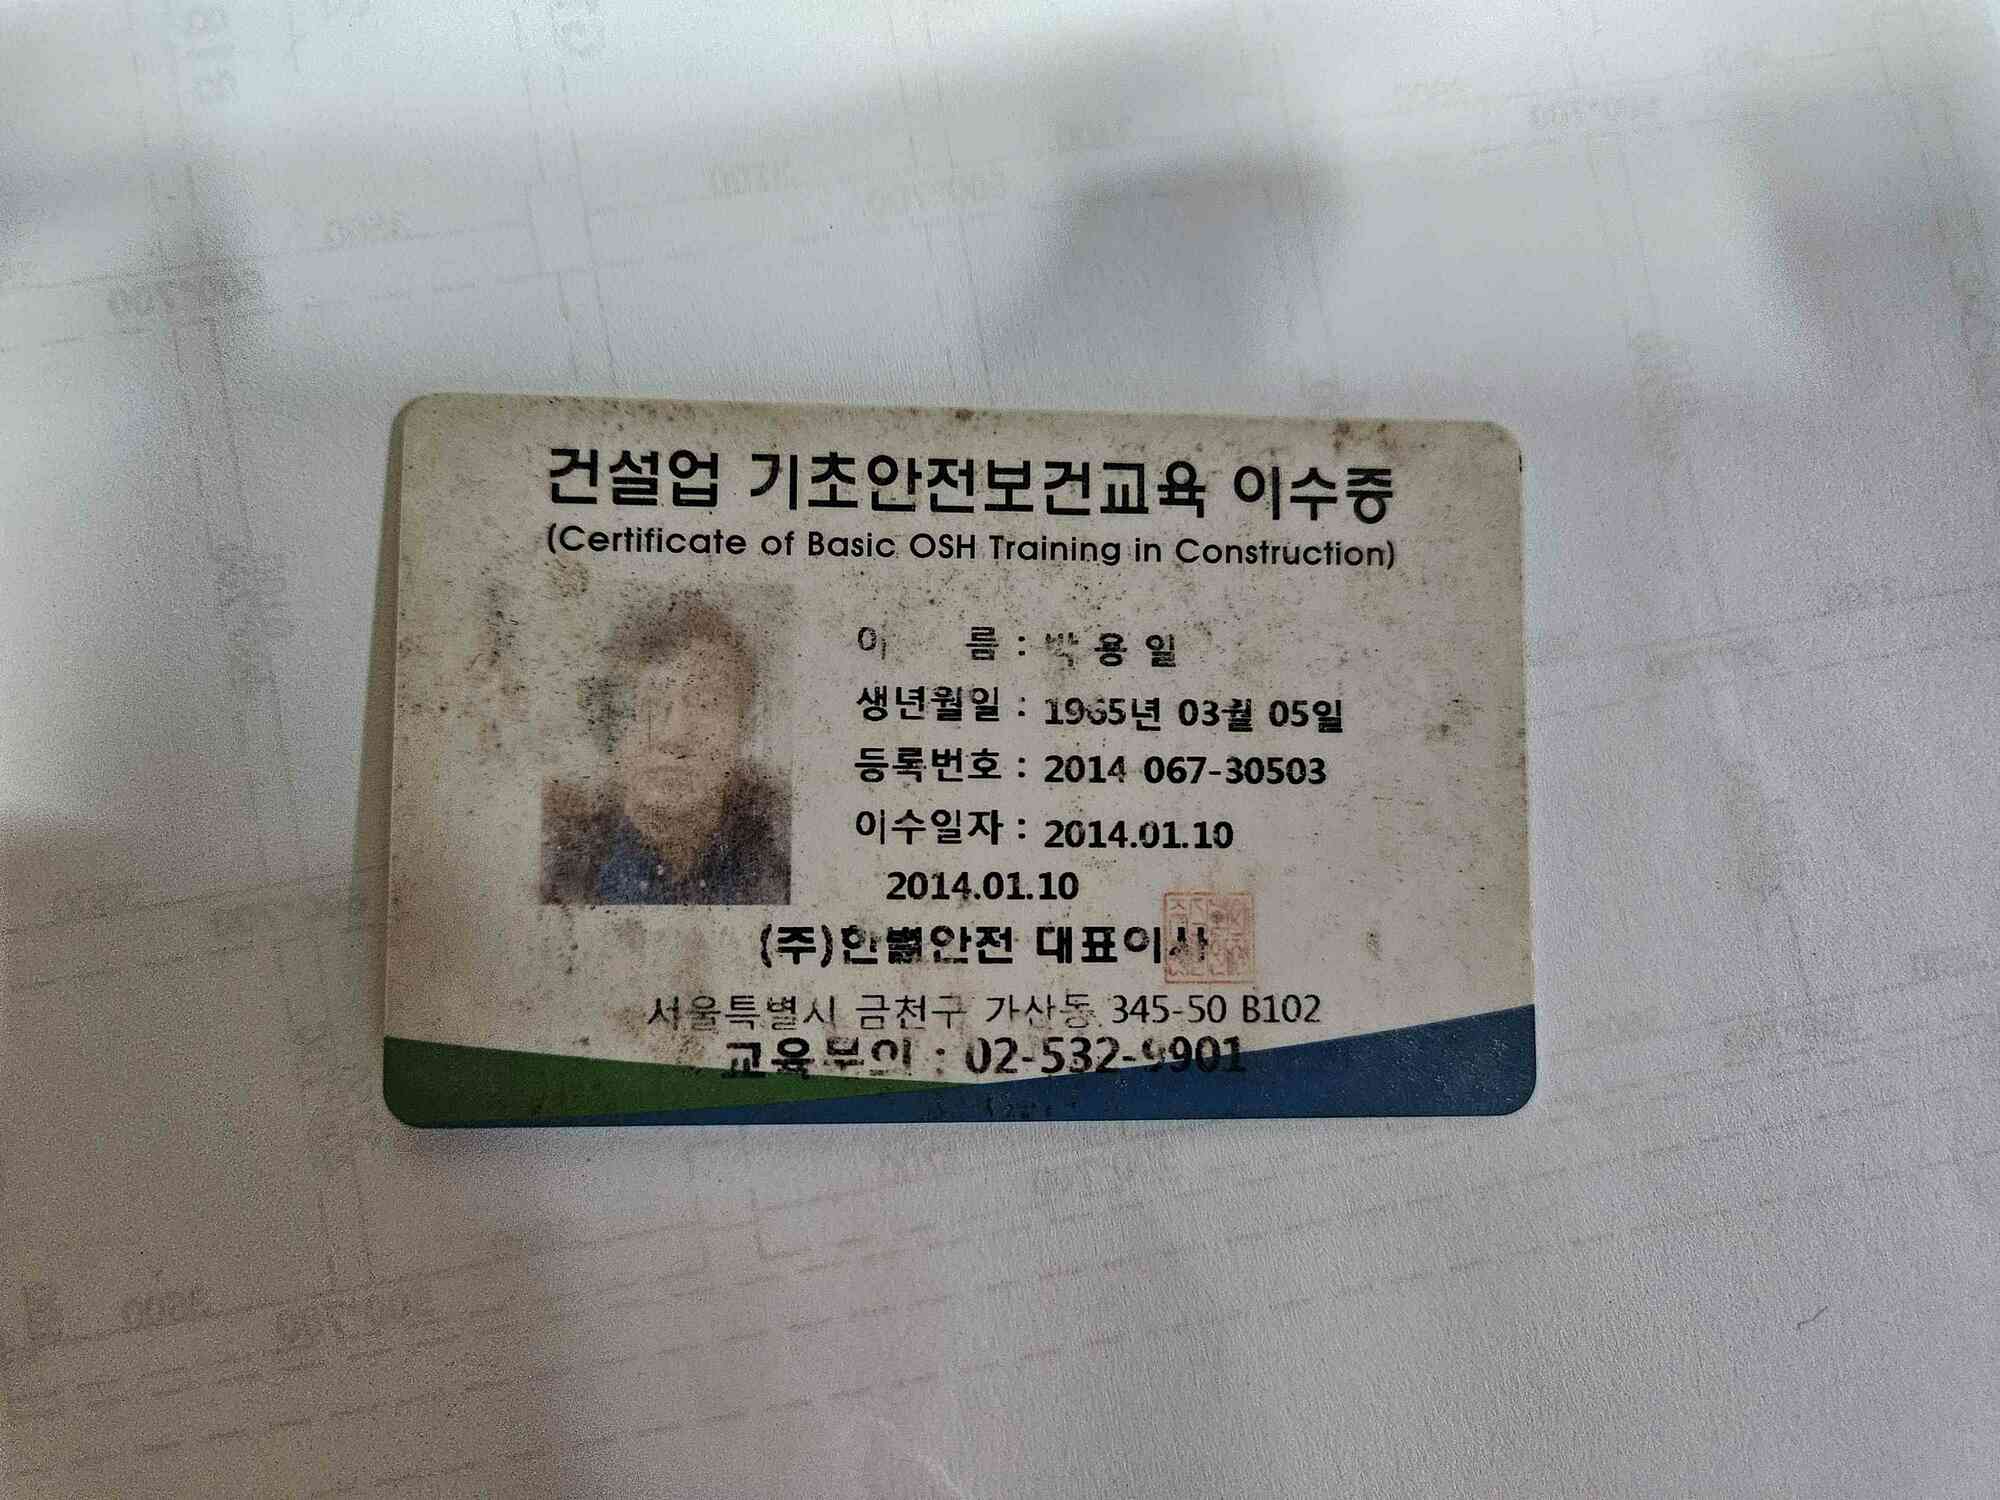 건설업 기초안전보건교육 이수증
(Certificate of Basic OSH Training in Construction)
이 름 : 박 용 일
생년월일 : 1965년 03월 05일
등록번호 : 2014 067-30503
이수일자 : 2014.01.10
2014.01.10
(주)한별안전 대표이사
서울특별시 금천구 가산동 345-50 B102
교육문의 : 02-532-9901